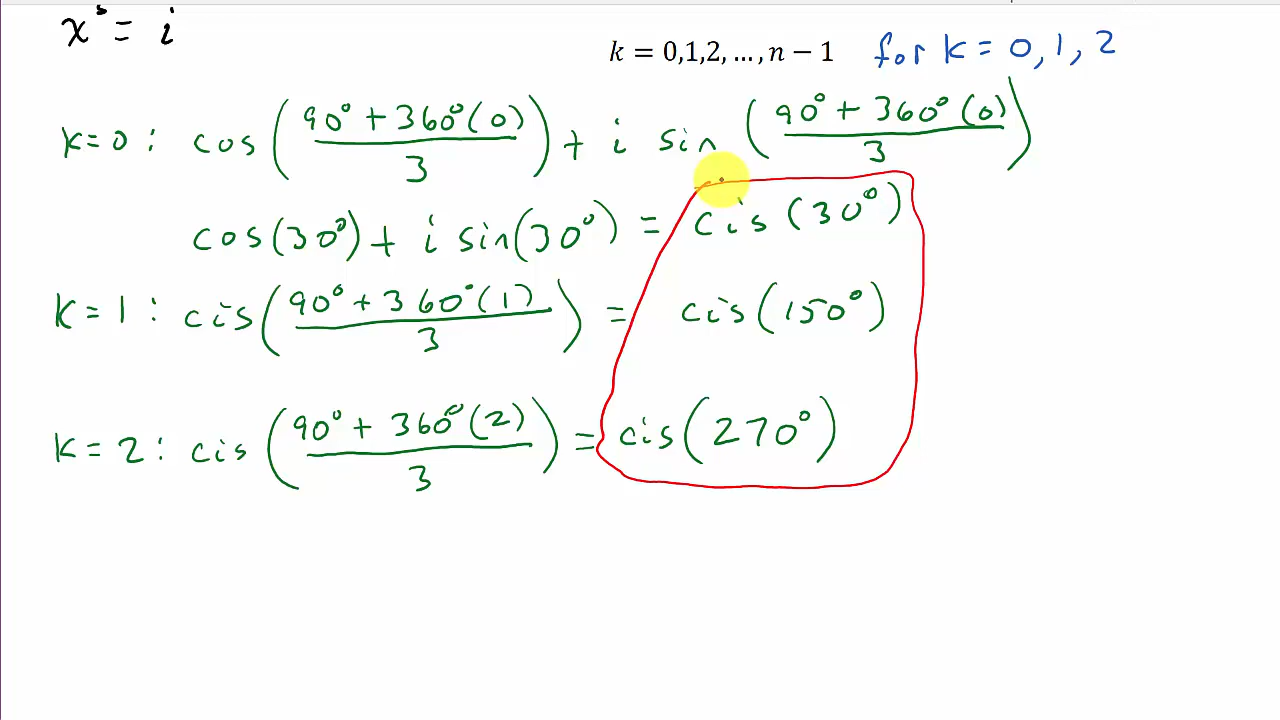 x³ = i
k = 0,1,2, …, n − 1 for k = 0, 1, 2
k=0 : cos((90° + 360°(0))/3) + i sin((90° + 360°(0))/3)
cos(30°) + i sin(30°) = cis(30°)
k=1 : cis((90° + 360°(1))/3) = cis(150°)
k=2 : cis((90° + 360°(2))/3) = cis(270°)